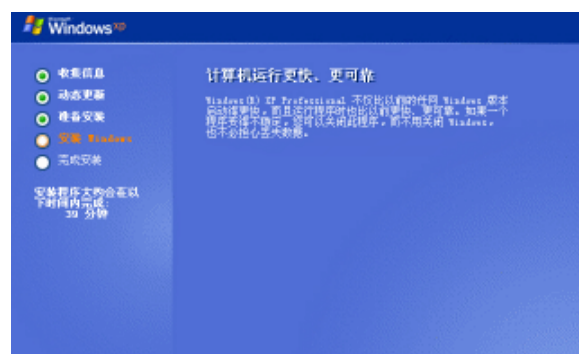 Microsoft
Windows xp
收集信息
动态更新
准备安装
安装 Windows
完成安装
安装程序大约会在以
下时间内完成:
39 分钟
计算机运行更快、更可靠
Windows(R) XP Professional 不仅比以前的任何 Windows 版本
启动得更快，而且运行程序时也比以前更快、更可靠。如果一个
程序变得不稳定，您可以关闭此程序，而不用关闭 Windows，
也不必担心丢失数据。